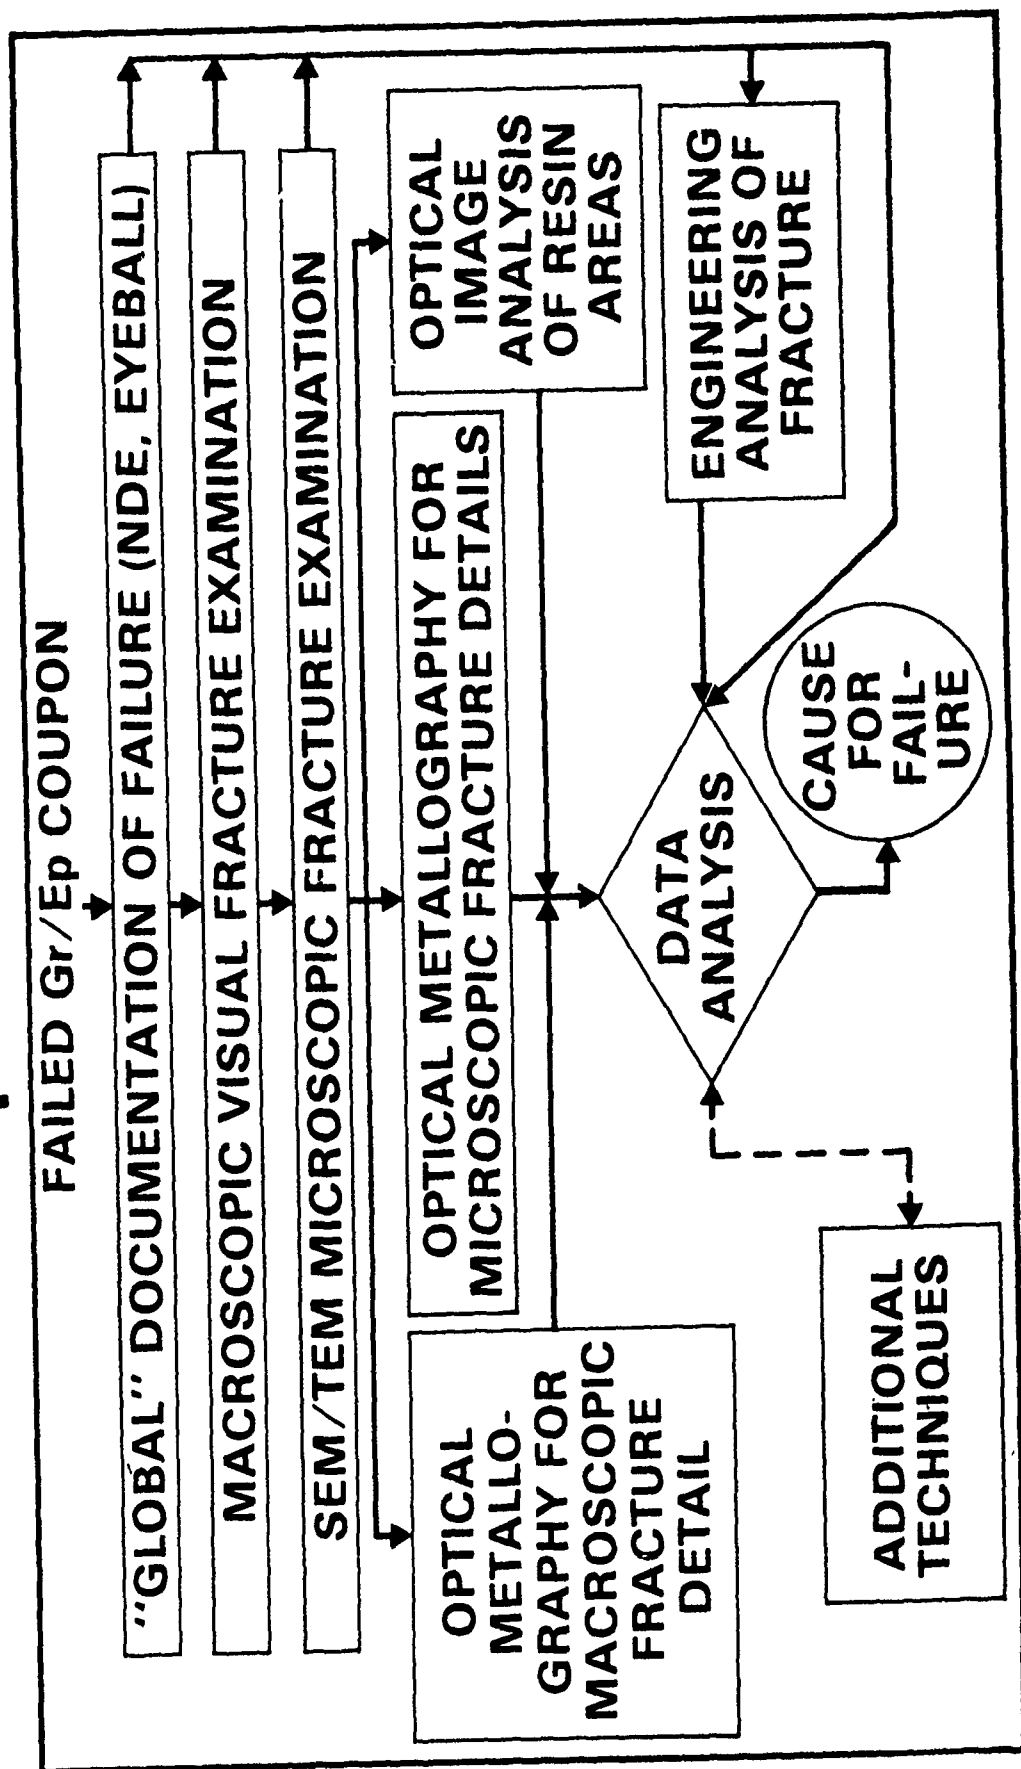 FAILED Gr/Ep COUPON
"GLOBAL" DOCUMENTATION OF FAILURE (NDE, EYEBALL)
MACROSCOPIC VISUAL FRACTURE EXAMINATION
SEM/TEM MICROSCOPIC FRACTURE EXAMINATION
OPTICAL
METALLO-
GRAPHY FOR
MACROSCOPIC
FRACTURE
DETAIL
OPTICAL METALLOGRAPHY FOR
MICROSCOPIC FRACTURE DETAILS
OPTICAL
IMAGE
ANALYSIS
OF RESIN
AREAS
ADDITIONAL
TECHNIQUES
DATA
ANALYSIS
ENGINEERING
ANALYSIS OF
FRACTURE
CAUSE
FOR
FAIL-
URE